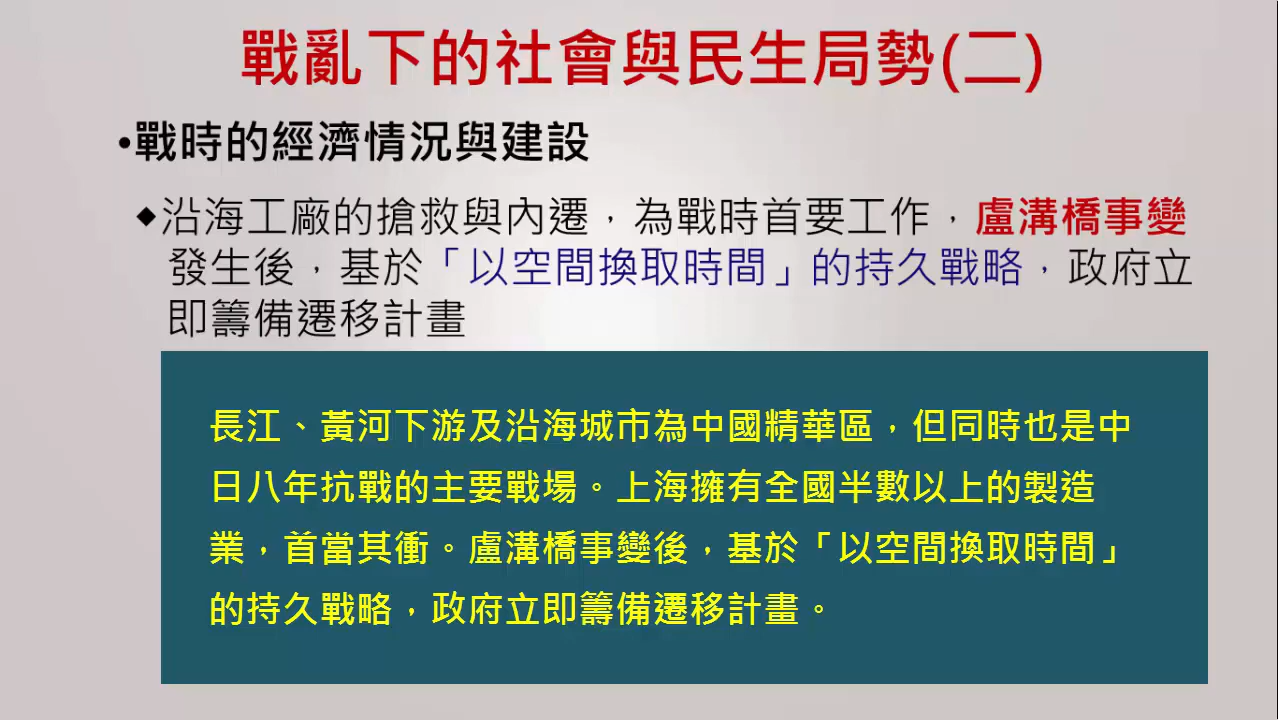 戰亂下的社會與民生局勢(二)
•戰時的經濟情況與建設
◆沿海工廠的搶救與內遷，為戰時首要工作，盧溝橋事變
發生後，基於「以空間換取時間」的持久戰略，政府立
即籌備遷移計畫
長江、黃河下游及沿海城市為中國精華區，但同時也是中
日八年抗戰的主要戰場。上海擁有全國半數以上的製造
業，首當其衝。盧溝橋事變後，基於「以空間換取時間」
的持久戰略，政府立即籌備遷移計畫。